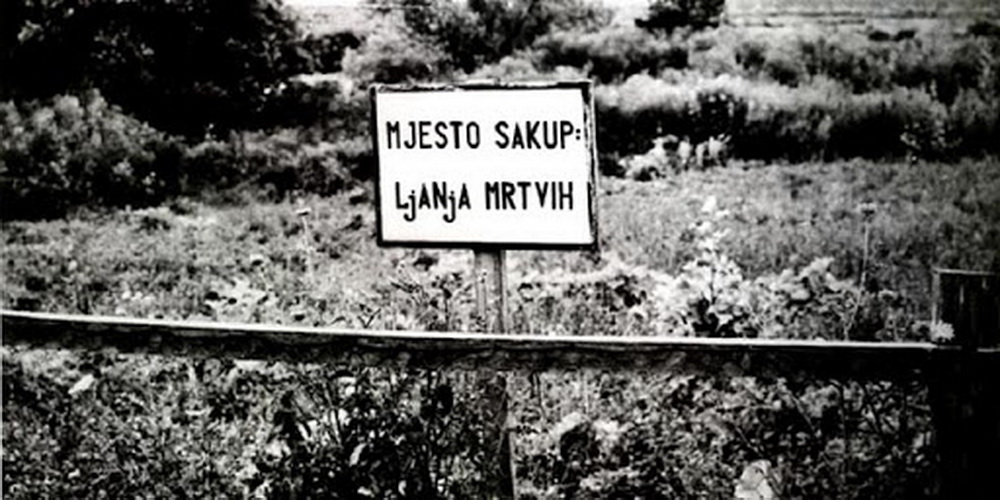 MJESTO SAKUP:
LjANjA MRTVIH